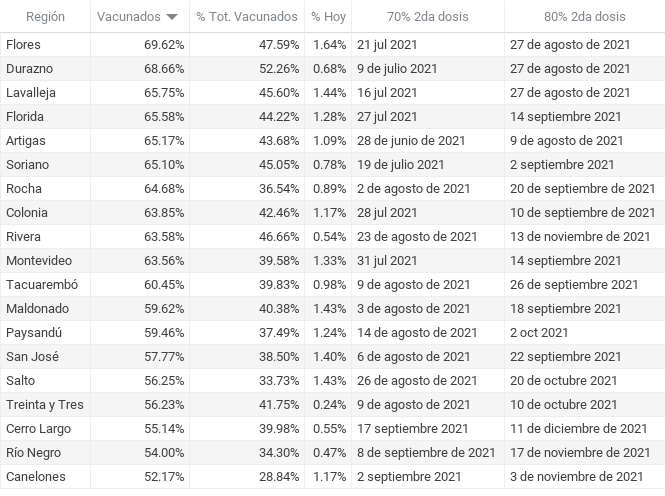 Región Vacunados % Tot. Vacunados % Hoy 70% 2da dosis 80% 2da dosis
Flores 69.62% 47.59% 1.64% 21 jul 2021 27 de agosto de 2021
Durazno 68.66% 52.26% 0.68% 9 de julio 2021 27 de agosto de 2021
Lavalleja 65.75% 45.60% 1.44% 16 jul 2021 27 de agosto de 2021
Florida 65.58% 44.22% 1.28% 27 jul 2021 14 septiembre 2021
Artigas 65.17% 43.68% 1.09% 28 de junio de 2021 9 de agosto de 2021
Soriano 65.10% 45.05% 0.78% 19 de julio 2021 2 septiembre 2021
Rocha 64.68% 36.54% 0.89% 2 de agosto de 2021 20 de septiembre de 2021
Colonia 63.85% 42.46% 1.17% 28 jul 2021 10 de septiembre de 2021
Rivera 63.58% 46.66% 0.54% 23 de agosto de 2021 13 de noviembre de 2021
Montevideo 63.56% 39.58% 1.33% 31 jul 2021 14 septiembre 2021
Tacuarembó 60.45% 39.83% 0.98% 9 de agosto de 2021 26 de septiembre 2021
Maldonado 59.62% 40.38% 1.43% 3 de agosto de 2021 18 septiembre 2021
Paysandú 59.46% 37.49% 1.24% 14 de agosto de 2021 2 oct 2021
San José 57.77% 38.50% 1.40% 6 de agosto de 2021 22 septiembre 2021
Salto 56.25% 33.73% 1.43% 26 de agosto de 2021 20 de octubre 2021
Treinta y Tres 56.23% 41.75% 0.24% 9 de agosto de 2021 10 de octubre 2021
Cerro Largo 55.14% 39.98% 0.55% 17 septiembre 2021 11 de diciembre de 2021
Río Negro 54.00% 34.30% 0.47% 8 de septiembre de 2021 17 de noviembre de 2021
Canelones 52.17% 28.84% 1.17% 2 septiembre 2021 3 de noviembre de 2021